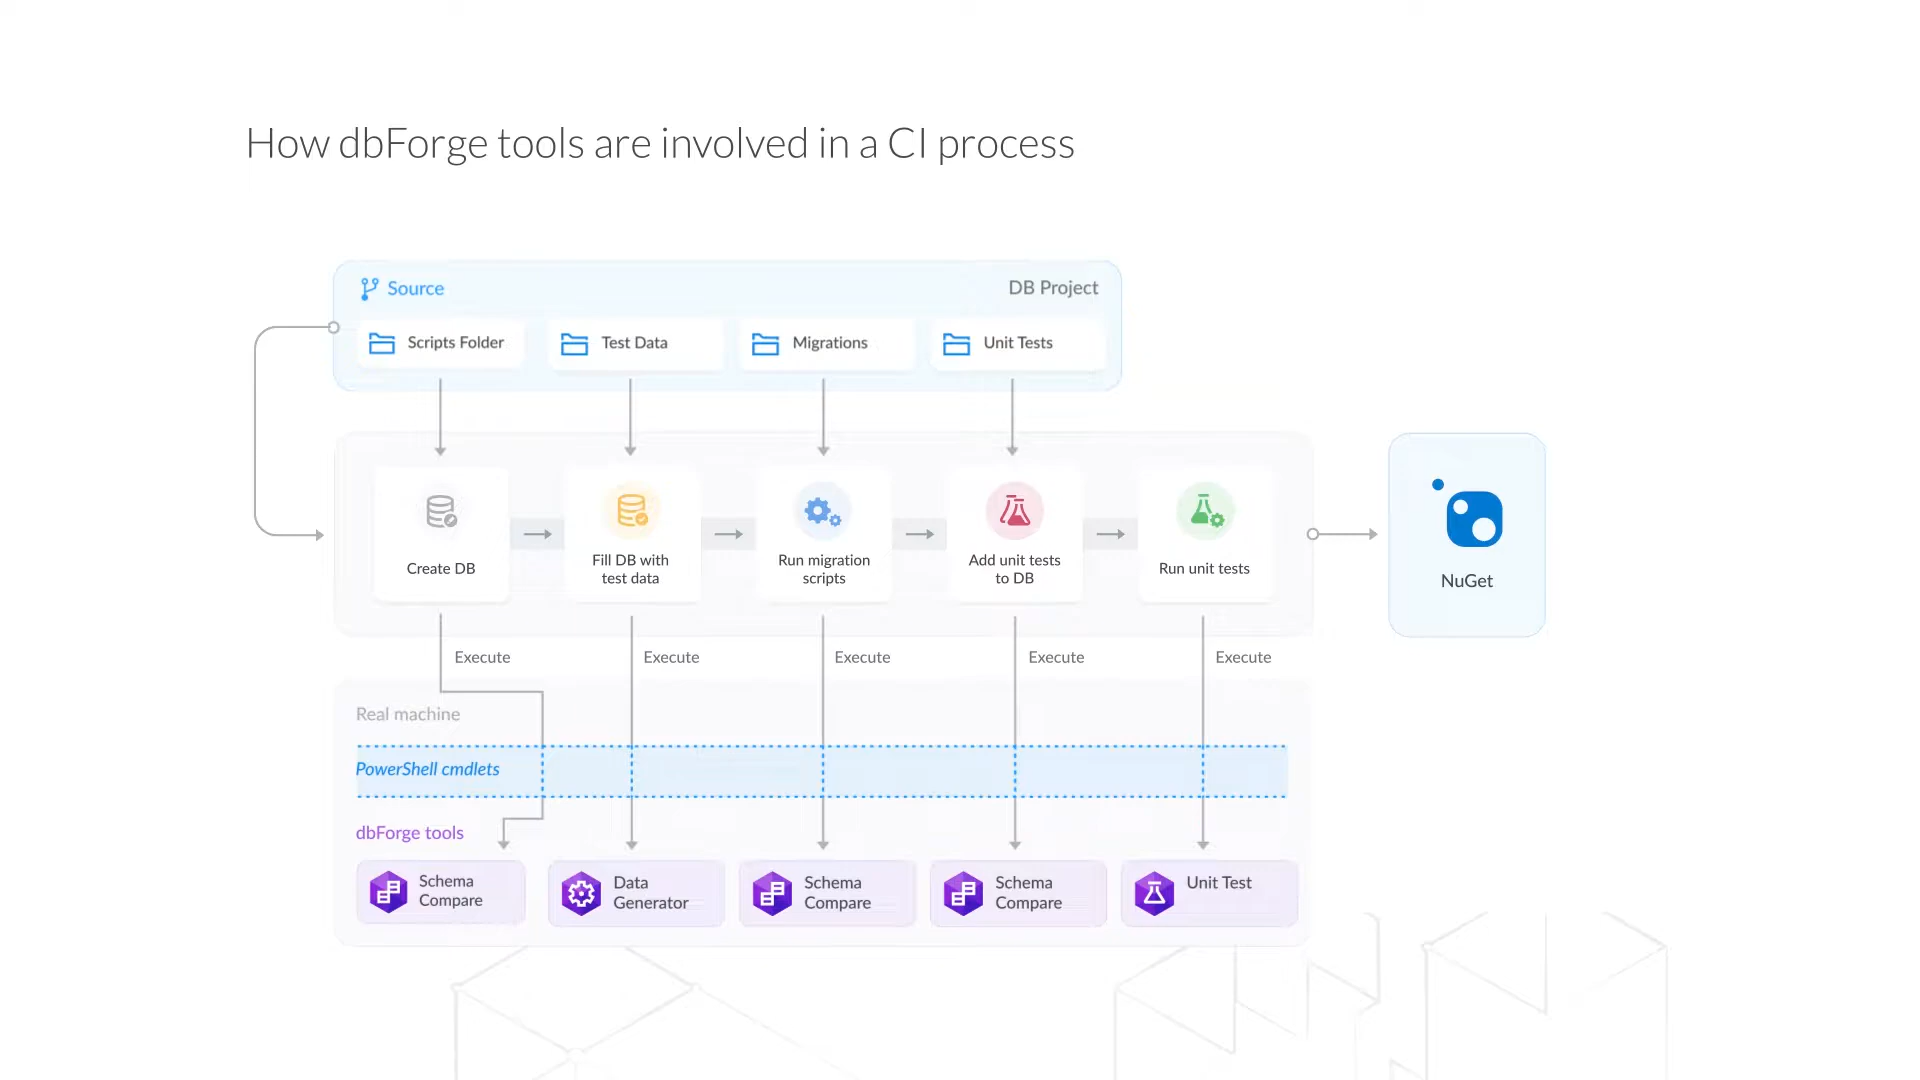 How dbForge tools are involved in a CI process
Source
DB Project
Scripts Folder
Test Data
Migrations
Unit Tests
Create DB
Fill DB with
test data
Run migration
scripts
Add unit tests
to DB
Run unit tests
NuGet
Execute
Execute
Execute
Execute
Execute
Real machine
PowerShell cmdlets
dbForge tools
Schema
Compare
Data
Generator
Schema
Compare
Schema
Compare
Unit Test